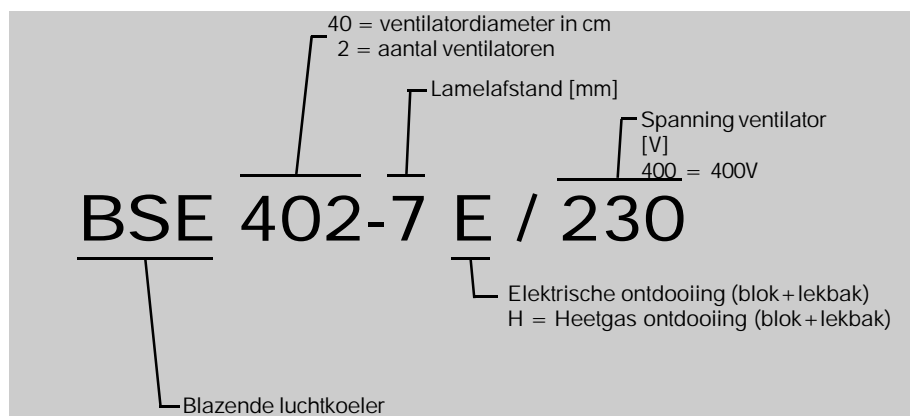 40 = ventilatordiameter in cm
2 = aantal ventilatoren
Lamelafstand [mm]
Spanning ventilator
[V]
400 = 400V
BSE 402-7 E / 230
Elektrische ontdooiing (blok+lekbak)
H = Heetgas ontdooiing (blok+lekbak)
Blazende luchtkoeler